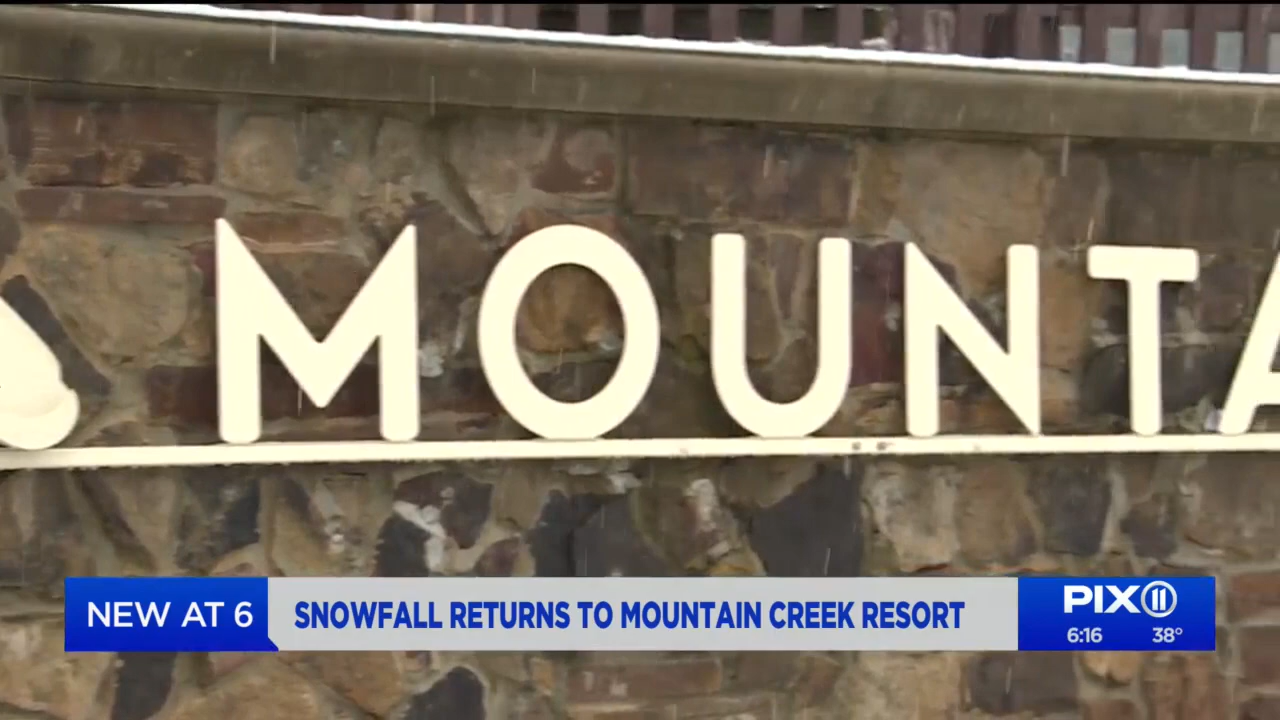 MOUNTA
NEW AT 6
SNOWFALL RETURNS TO MOUNTAIN CREEK RESORT
PIX11
6:16 38°